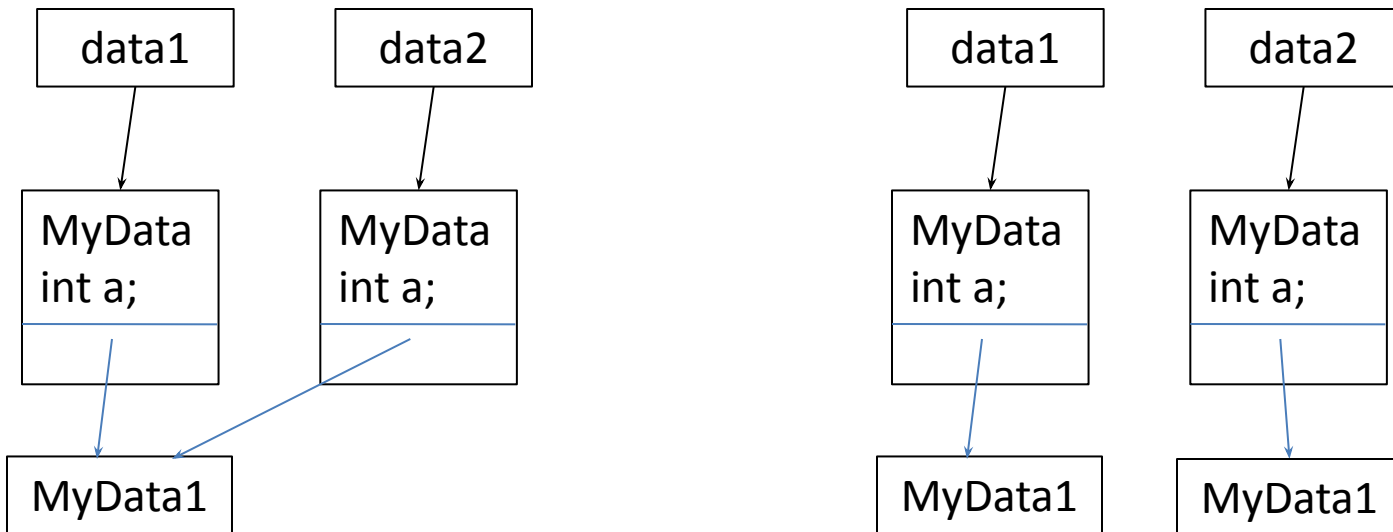 data1
data2
data1
data2
MyData
int a;
MyData
int a;
MyData
int a;
MyData
int a;
MyData1
MyData1
MyData1